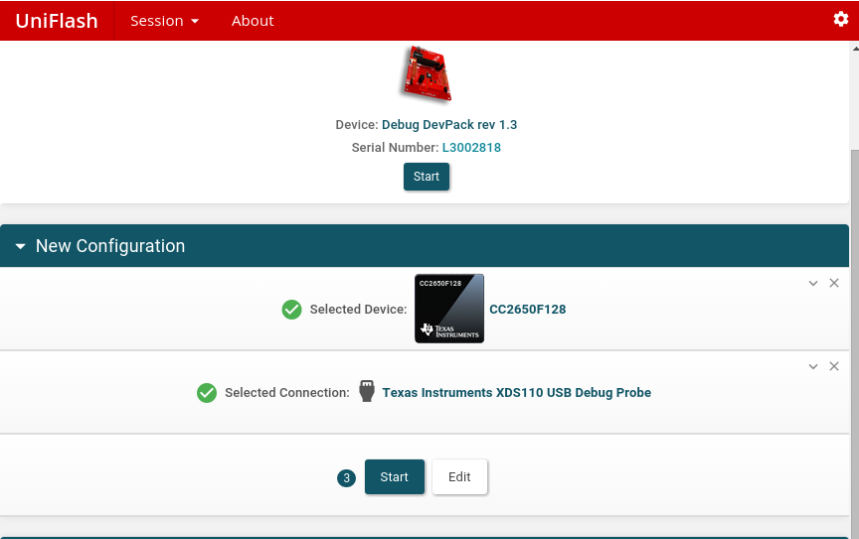 UniFlash Session About
Device: Debug DevPack rev 1.3
Serial Number: L3002818
Start
New Configuration
CC2650F128
Selected Device: CC2650F128
TEXAS
INSTRUMENTS
Selected Connection: Texas Instruments XDS110 USB Debug Probe
3 Start Edit